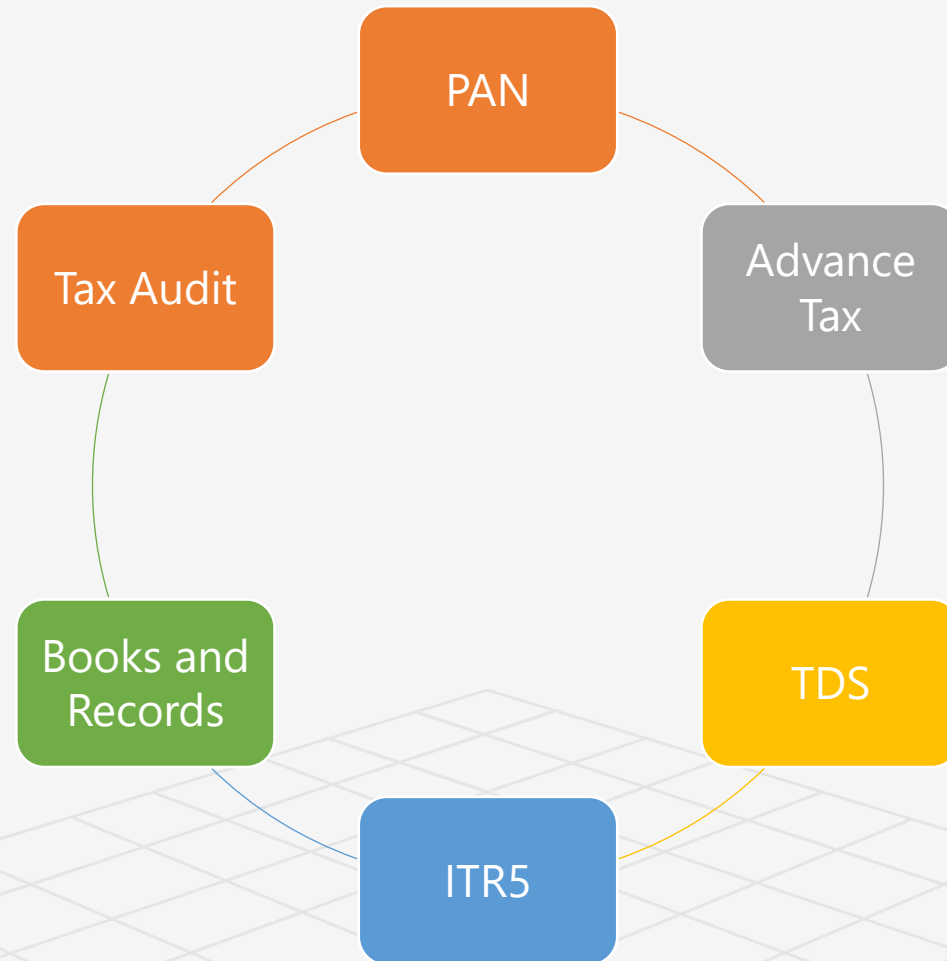 PAN
Advance
Tax
TDS
ITR5
Books and
Records
Tax Audit